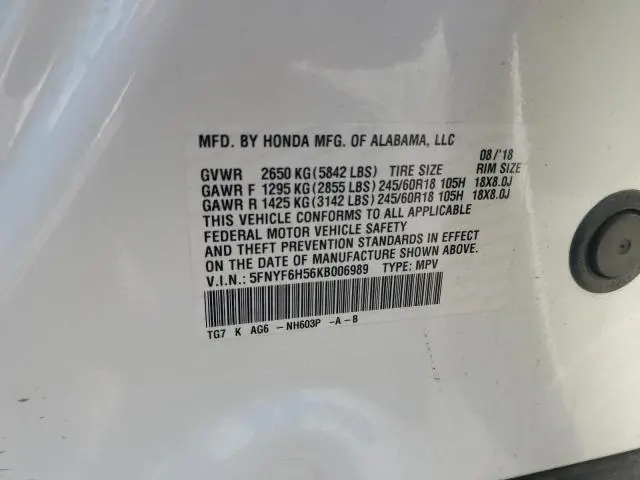 MFD. BY HONDA MFG. OF ALABAMA, LLC
08/'18
GVWR 2650 KG(5842 LBS) TIRE SIZE RIM SIZE
GAWR F 1295 KG(2855 LBS)245/60R18 105H 18X8.0J
GAWR R 1425 KG(3142 LBS)245/60R18 105H 18X8.0J
THIS VEHICLE CONFORMS TO ALL APPLICABLE
FEDERAL MOTOR VEHICLE SAFETY
AND THEFT PREVENTION STANDARDS IN EFFECT
ON THE DATE OF MANUFACTURE SHOWN ABOVE.
V.I.N.: 5FNYF6H56KB006989 TYPE: MPV
TG7 K AG6 -NH603P -A-B